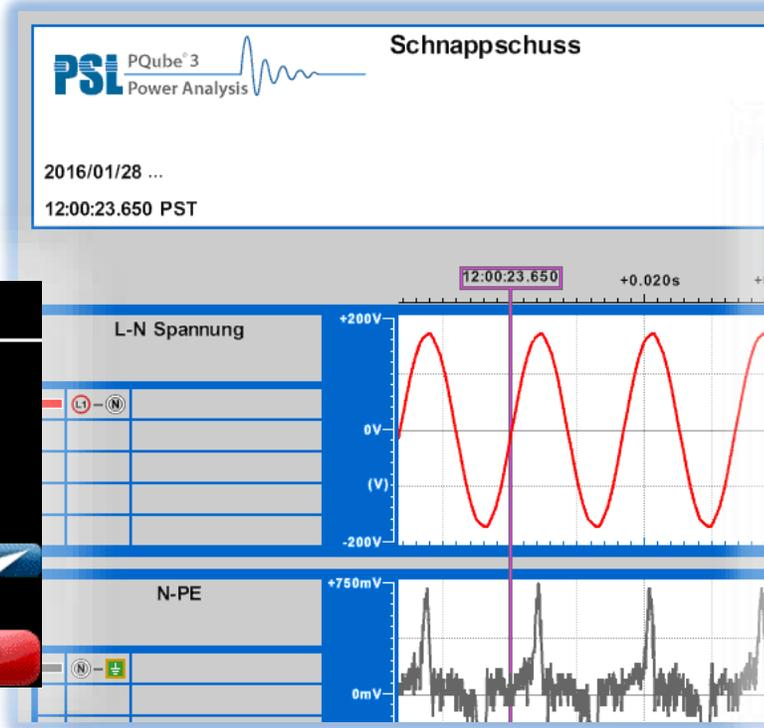 Schnappschuss
PSL PQube® 3
Power Analysis
2016/01/28 ...
12:00:23.650 PST
12:00:23.650 +0.020s
L-N Spannung
+200V
L1 - N
0V
(V)
-200V
N-PE
+750mV
N -
0mV